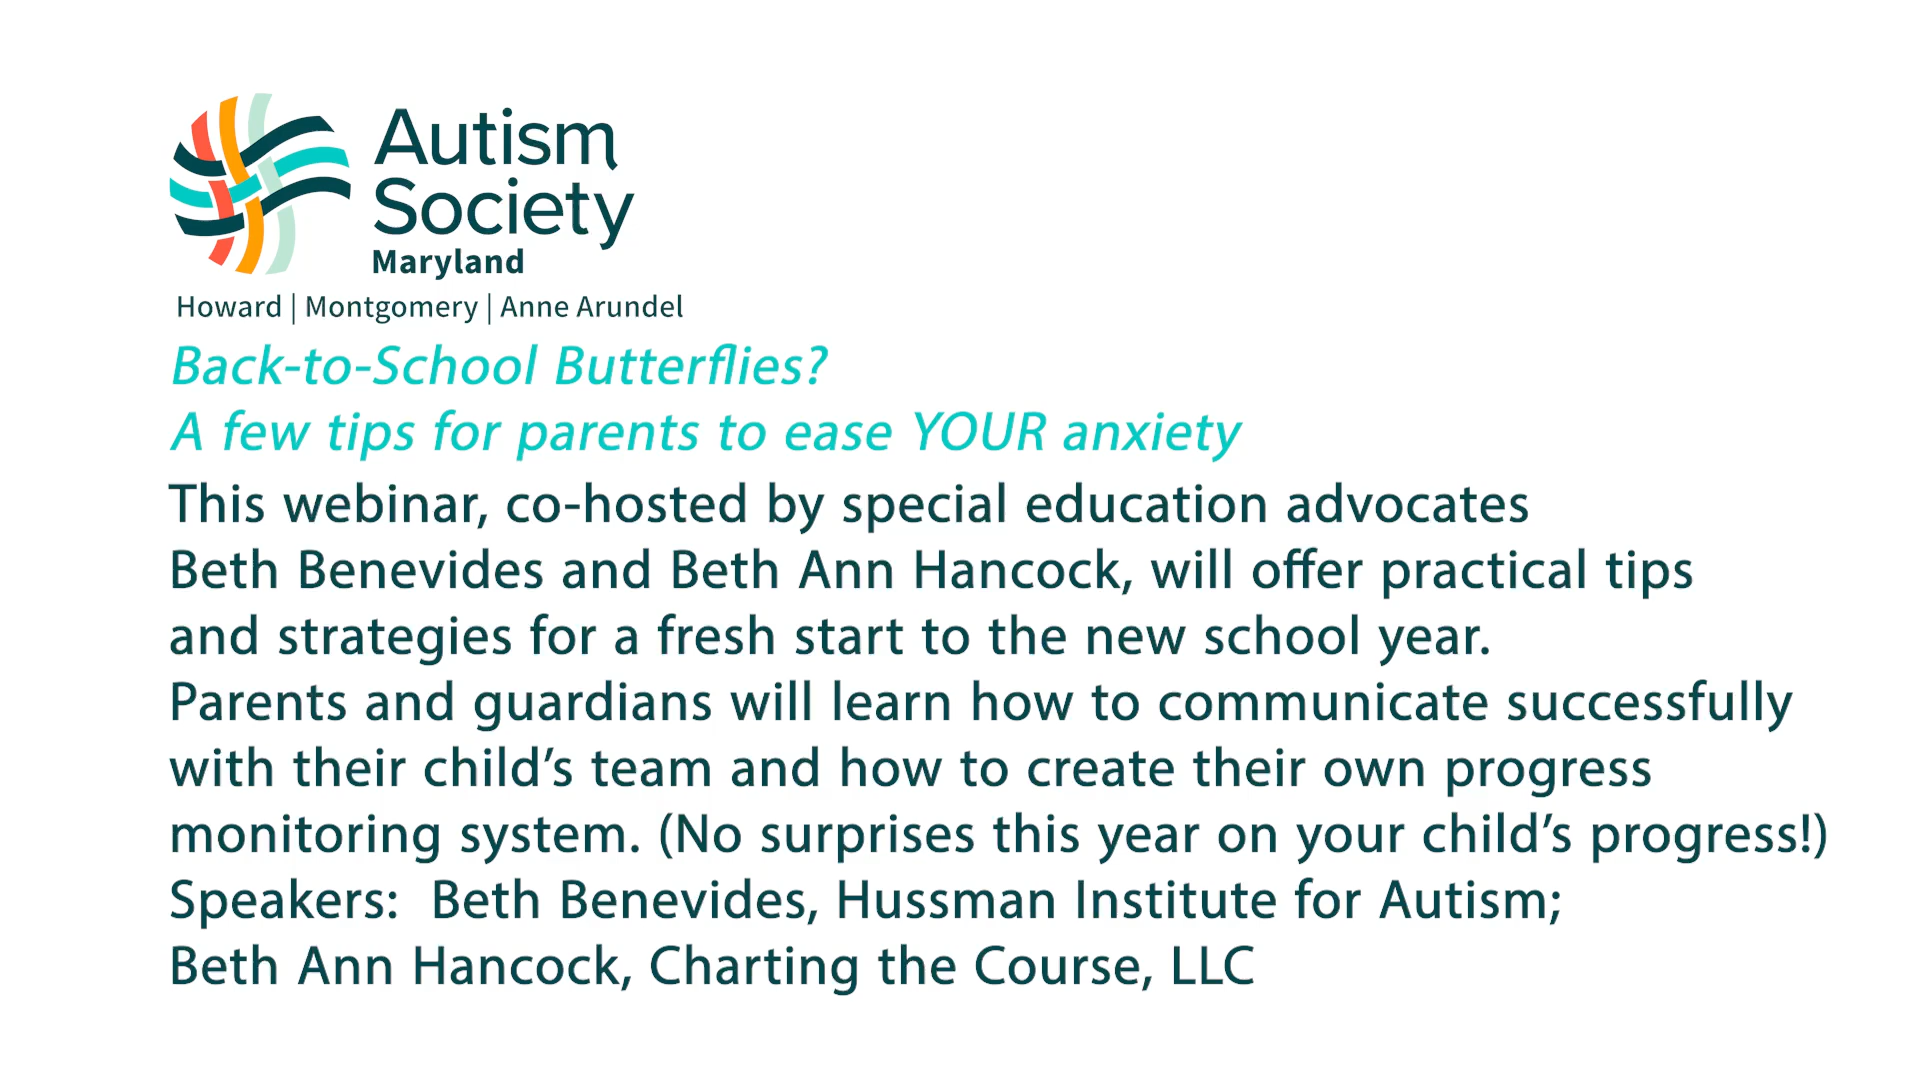 Autism
Society
Maryland
Howard | Montgomery | Anne Arundel
Back-to-School Butterflies?
A few tips for parents to ease YOUR anxiety
This webinar, co-hosted by special education advocates
Beth Benevides and Beth Ann Hancock, will offer practical tips
and strategies for a fresh start to the new school year.
Parents and guardians will learn how to communicate successfully
with their child’s team and how to create their own progress
monitoring system. (No surprises this year on your child’s progress!)
Speakers:  Beth Benevides, Hussman Institute for Autism;
Beth Ann Hancock, Charting the Course, LLC